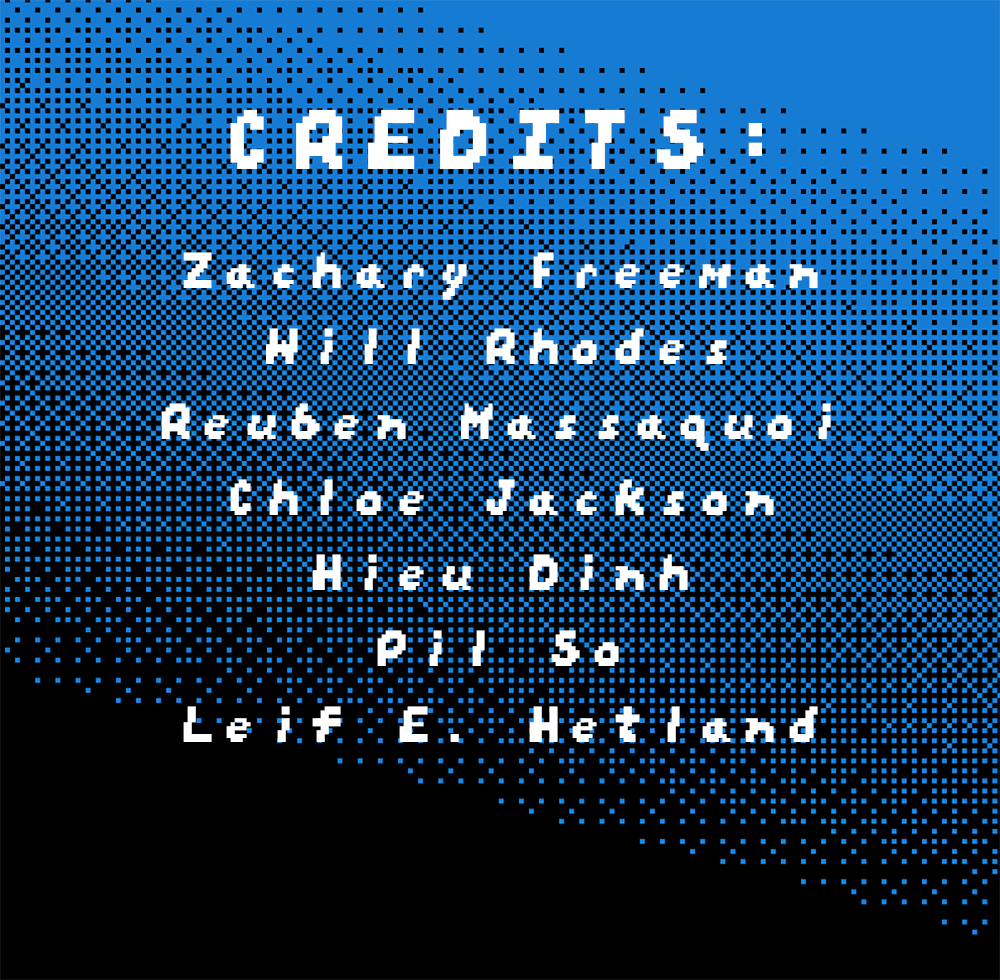 CREDITS:
Zachary Freeman
Will Rhodes
Reuben Massaquoi
Chloe Jackson
Hieu Dinh
Pil So
Leif E. Hetland